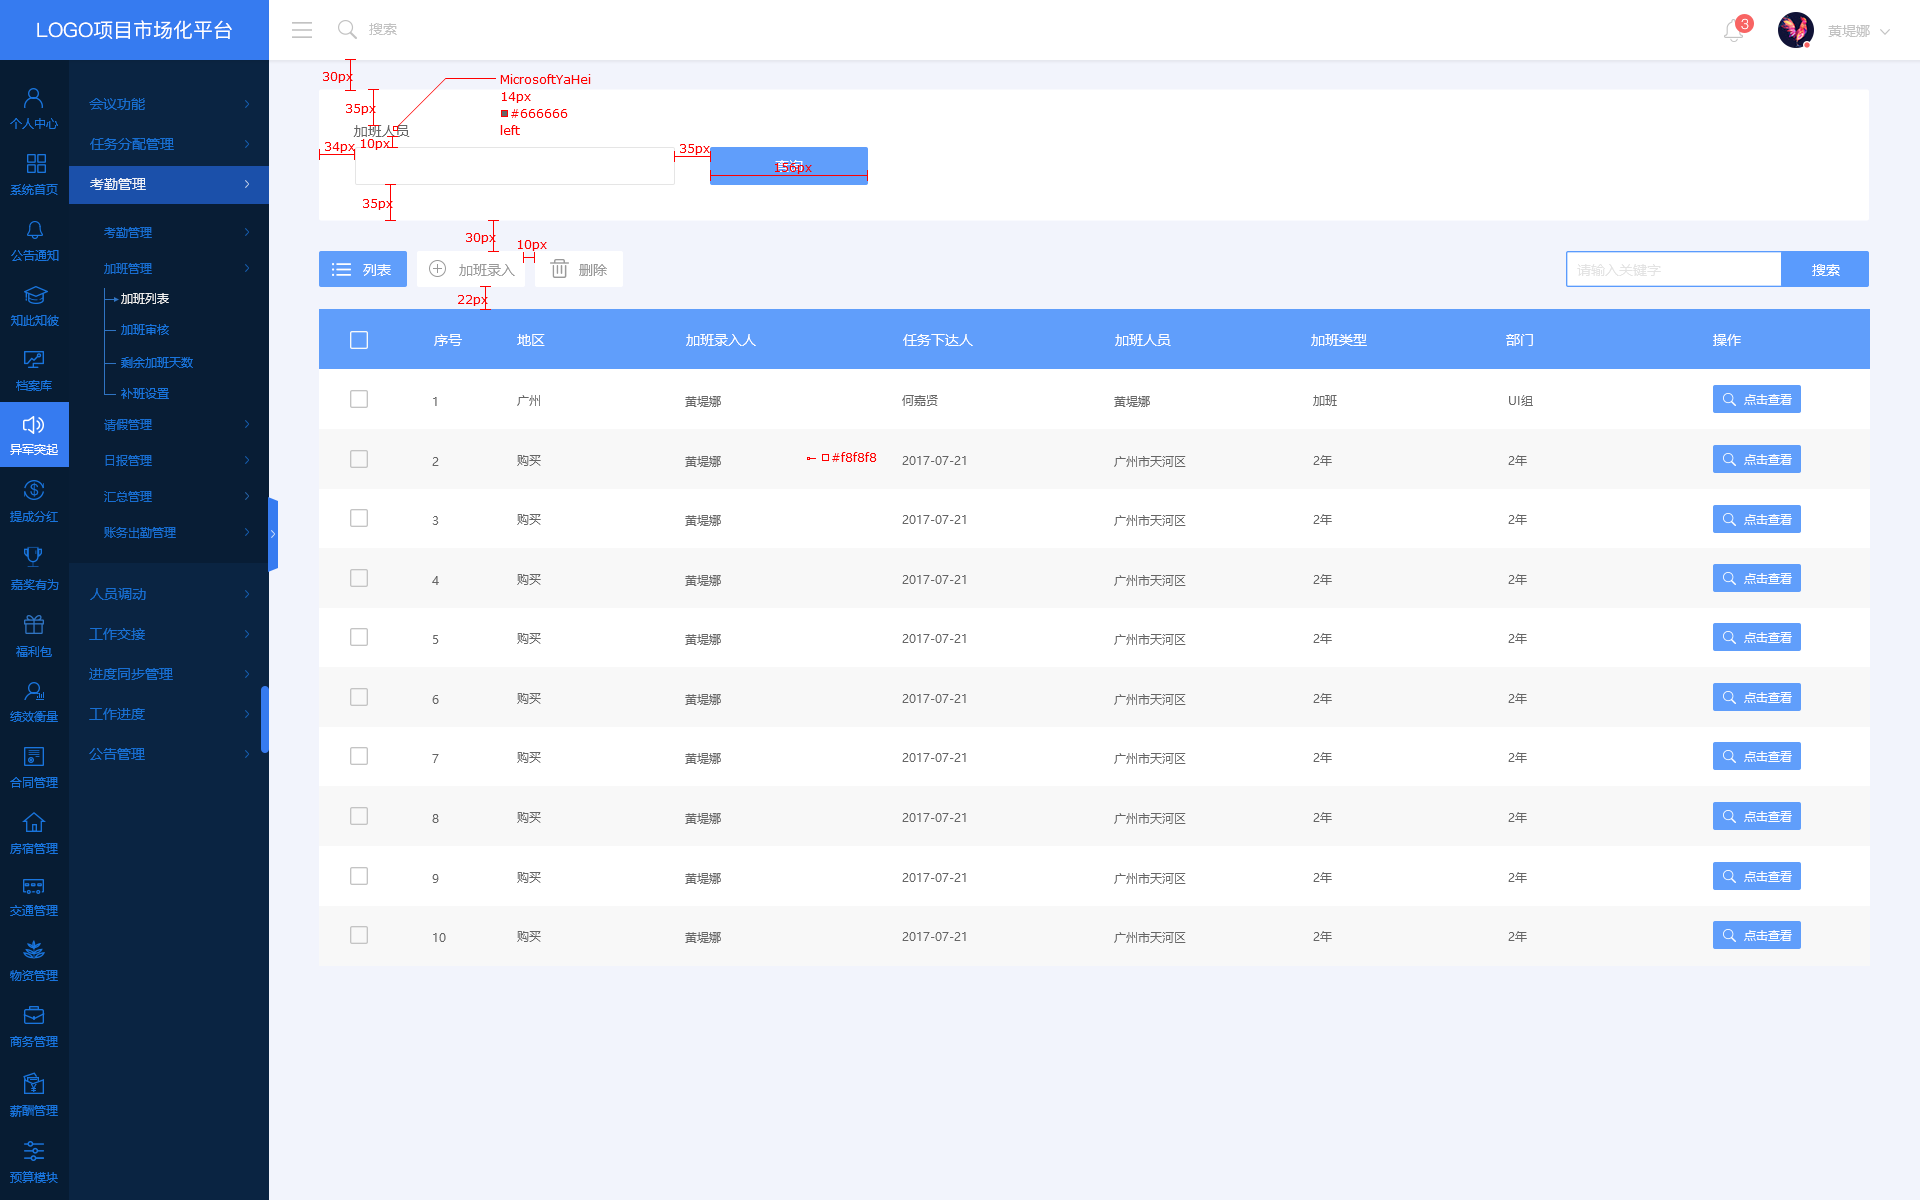 LOGO项目市场化平台
搜索
3
黄堤娜
个人中心
系统首页
公告通知
知此知彼
档案库
异军突起
提成分红
嘉奖有为
福利包
绩效衡量
合同管理
房宿管理
交通管理
物资管理
商务管理
薪酬管理
预算模块
会议功能
任务分配管理
考勤管理
考勤管理
加班管理
加班列表
加班审核
剩余加班天数
补班设置
请假管理
日报管理
汇总管理
账务出勤管理
人员调动
工作交接
进度同步管理
工作进度
公告管理
30px
MicrosoftYaHei
14px
#666666
left
35px
加班人员
10px
34px
35px
查询
156px
35px
30px
10px
列表
加班录入
删除
22px
请输入关键字
搜索
序号 地区 加班录入人 任务下达人 加班人员 加班类型 部门 操作
1 广州 黄堤娜 何嘉贤 黄堤娜 加班 UI组 点击查看
2 购买 黄堤娜 #f8f8f8 2017-07-21 广州市天河区 2年 2年 点击查看
3 购买 黄堤娜 2017-07-21 广州市天河区 2年 2年 点击查看
4 购买 黄堤娜 2017-07-21 广州市天河区 2年 2年 点击查看
5 购买 黄堤娜 2017-07-21 广州市天河区 2年 2年 点击查看
6 购买 黄堤娜 2017-07-21 广州市天河区 2年 2年 点击查看
7 购买 黄堤娜 2017-07-21 广州市天河区 2年 2年 点击查看
8 购买 黄堤娜 2017-07-21 广州市天河区 2年 2年 点击查看
9 购买 黄堤娜 2017-07-21 广州市天河区 2年 2年 点击查看
10 购买 黄堤娜 2017-07-21 广州市天河区 2年 2年 点击查看